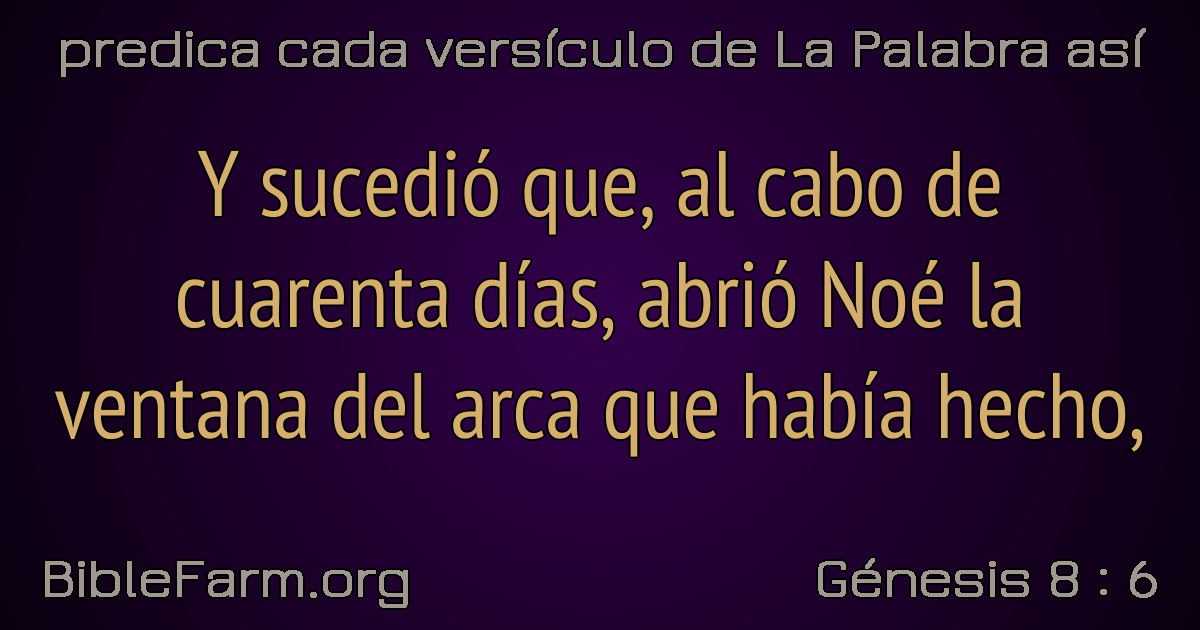 predica cada versículo de La Palabra así
Y sucedió que, al cabo de
cuarenta días, abrió Noé la
ventana del arca que había hecho,
BibleFarm.org
Génesis 8 : 6